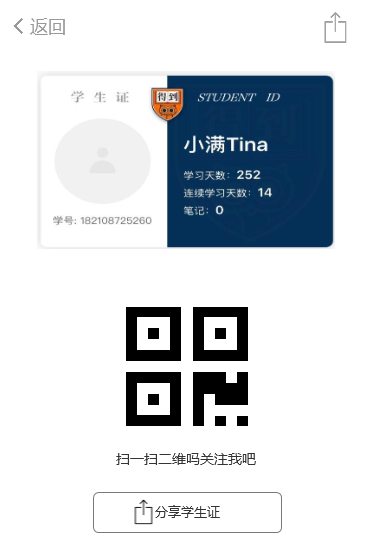 返回
学生证
得到
STUDENT ID
小满Tina
学习天数：252
连续学习天数：14
笔记：0
学号: 182108725260
扫一扫二维吗关注我吧
分享学生证